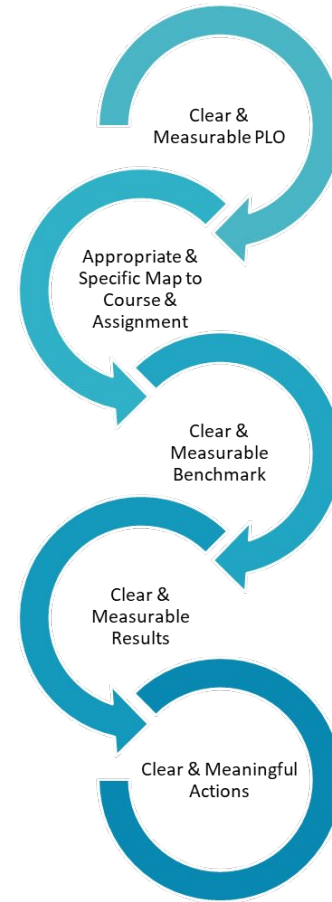 Clear &
Measurable PLO
Appropriate &
Specific Map to
Course &
Assignment
Clear &
Measurable
Benchmark
Clear &
Measurable
Results
Clear & Meaningful
Actions